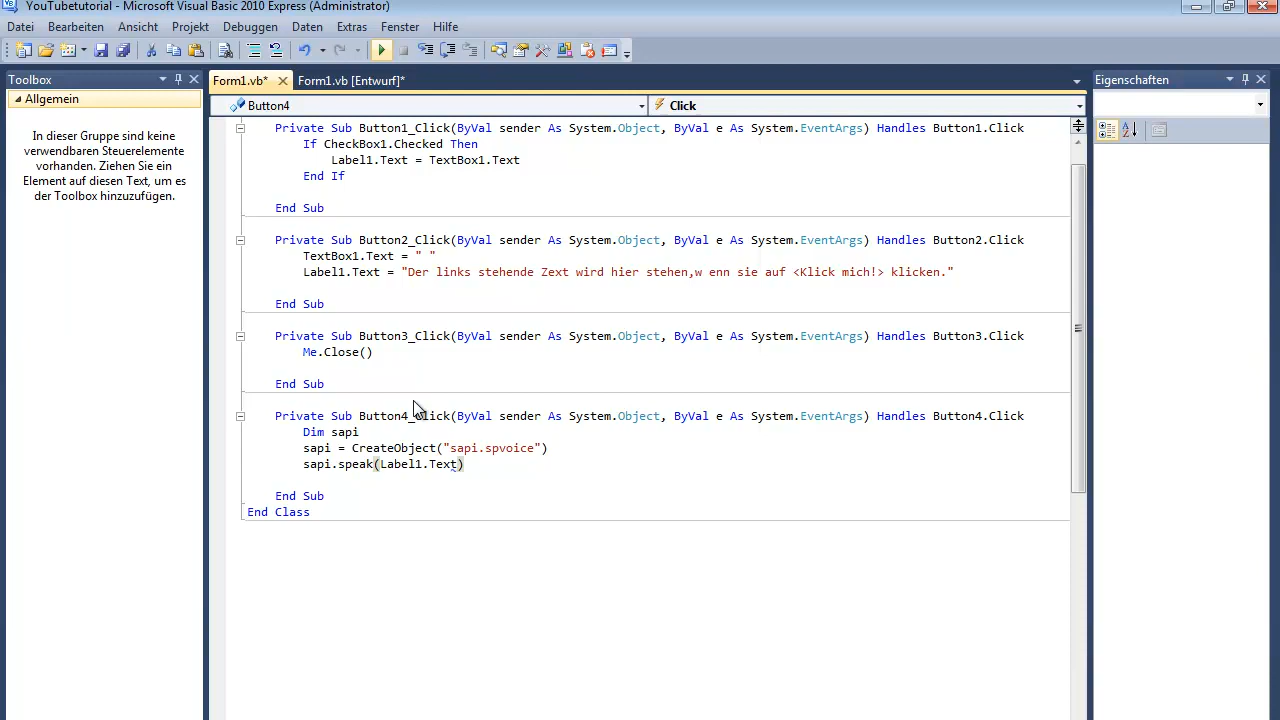 YouTubetutorial - Microsoft Visual Basic 2010 Express (Administrator)
Datei Bearbeiten Ansicht Projekt Debuggen Daten Extras Fenster Hilfe
Toolbox
Form1.vb* Form1.vb [Entwurf]*
Eigenschaften
Allgemein
Button4 Click
In dieser Gruppe sind keine
verwendbaren Steuerelemente
vorhanden. Ziehen Sie ein
Element auf diesen Text, um es
der Toolbox hinzuzufügen.
Private Sub Button1_Click(ByVal sender As System.Object, ByVal e As System.EventArgs) Handles Button1.Click
If CheckBox1.Checked Then
Label1.Text = TextBox1.Text
End If
End Sub
Private Sub Button2_Click(ByVal sender As System.Object, ByVal e As System.EventArgs) Handles Button2.Click
TextBox1.Text = " "
Label1.Text = "Der links stehende Zext wird hier stehen,w enn sie auf <Klick mich!> klicken."
End Sub
Private Sub Button3_Click(ByVal sender As System.Object, ByVal e As System.EventArgs) Handles Button3.Click
Me.Close()
End Sub
Private Sub Button4_Click(ByVal sender As System.Object, ByVal e As System.EventArgs) Handles Button4.Click
Dim sapi
sapi = CreateObject("sapi.spvoice")
sapi.speak(Label1.Text)
End Sub
End Class